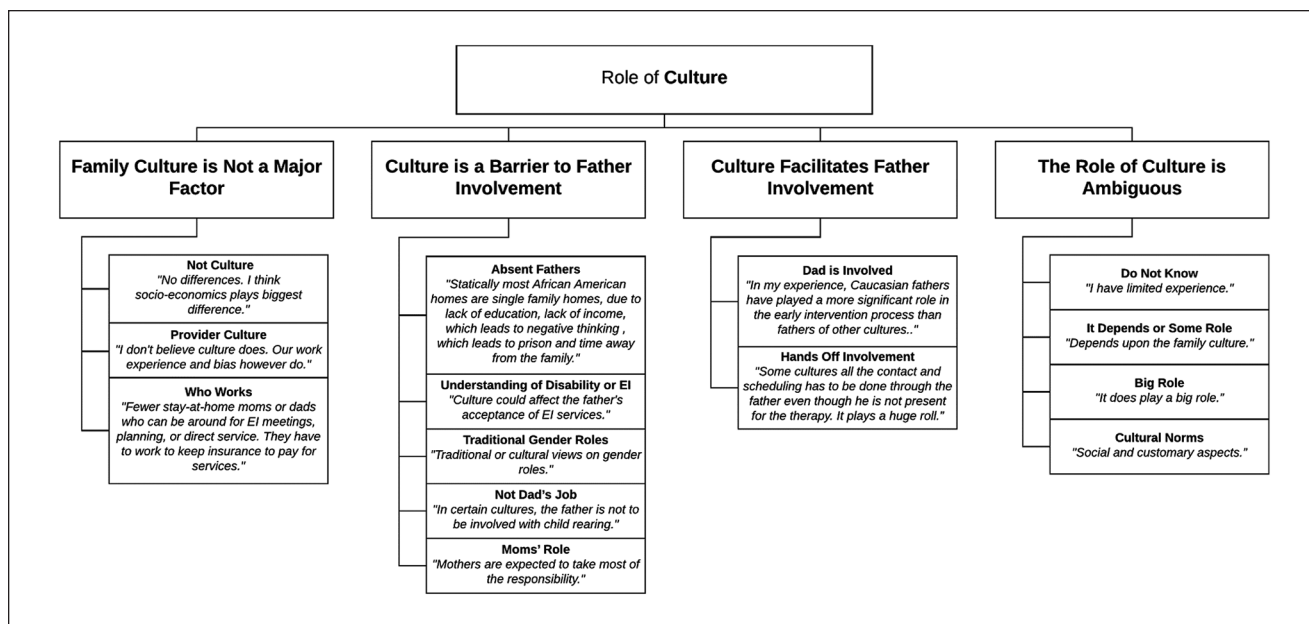 Role of Culture
Family Culture is Not a Major
Factor
Not Culture
"No differences. I think
socio-economics plays biggest
difference."
Provider Culture
"I don't believe culture does. Our work
experience and bias however do."
Who Works
"Fewer stay-at-home moms or dads
who can be around for EI meetings,
planning, or direct service. They have
to work to keep insurance to pay for
services."
Culture is a Barrier to Father
Involvement
Absent Fathers
"Statically most African American
homes are single family homes, due to
lack of education, lack of income,
which leads to negative thinking ,
which leads to prison and time away
from the family."
Understanding of Disability or EI
"Culture could affect the father's
acceptance of EI services."
Traditional Gender Roles
"Traditional or cultural views on gender
roles."
Not Dad's Job
"In certain cultures, the father is not to
be involved with child rearing."
Moms' Role
"Mothers are expected to take most of
the responsibility."
Culture Facilitates Father
Involvement
Dad is Involved
"In my experience, Caucasian fathers
have played a more significant role in
the early intervention process than
fathers of other cultures.."
Hands Off Involvement
"Some cultures all the contact and
scheduling has to be done through the
father even though he is not present
for the therapy. It plays a huge roll."
The Role of Culture is
Ambiguous
Do Not Know
"I have limited experience."
It Depends or Some Role
"Depends upon the family culture."
Big Role
"It does play a big role."
Cultural Norms
"Social and customary aspects."